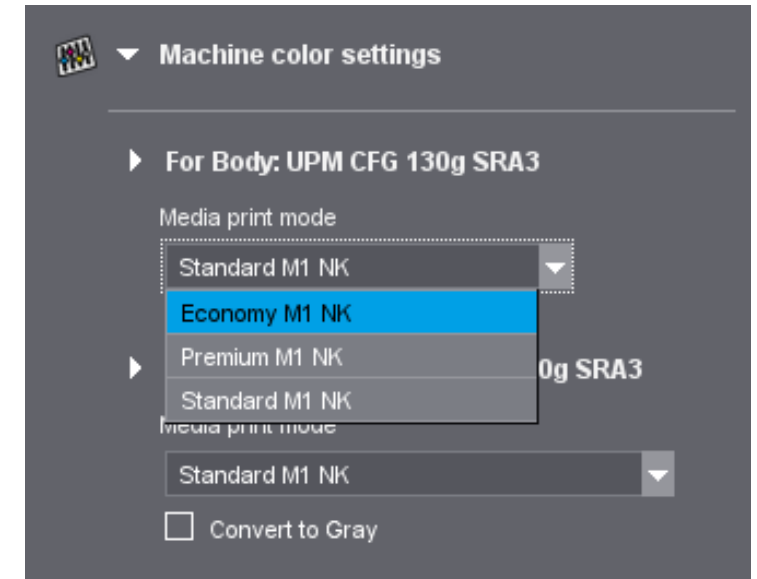 Machine color settings
For Body: UPM CFG 130g SRA3
Media print mode
Standard M1 NK
Economy M1 NK
Premium M1 NK
0g SRA3
Standard M1 NK
Media print mode
Standard M1 NK
Convert to Gray